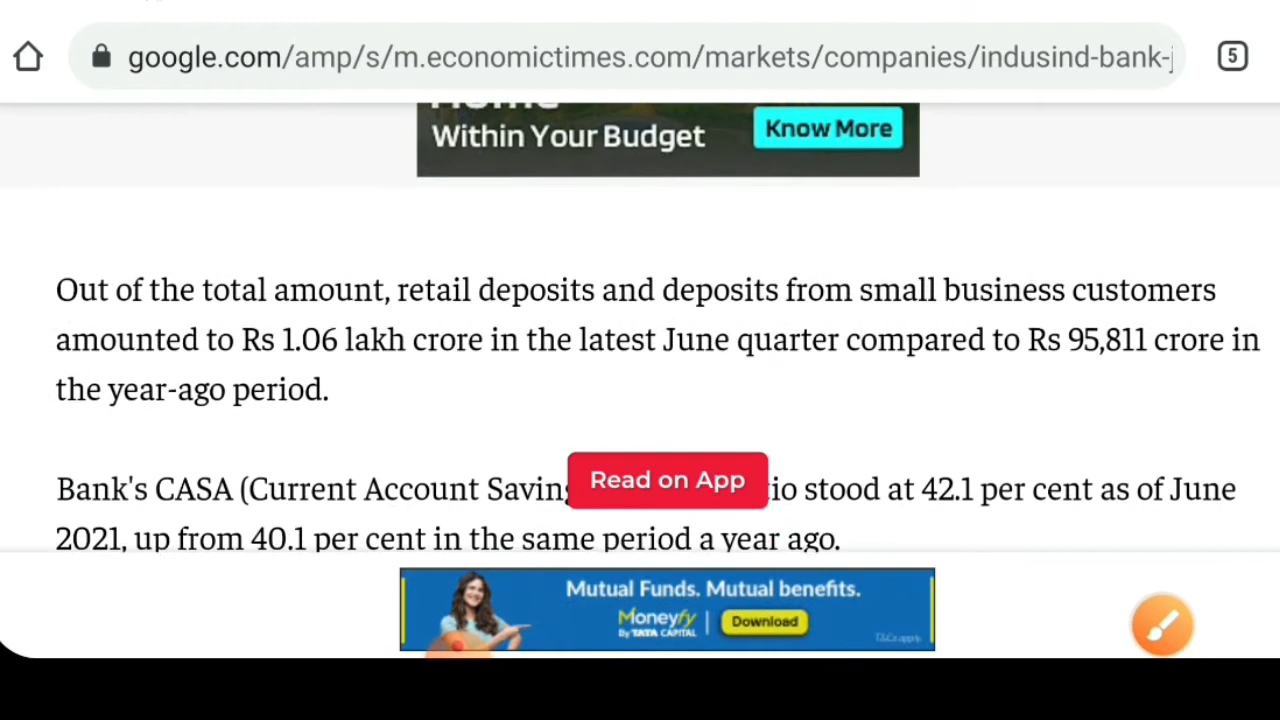 google.com/amp/s/m.economictimes.com/markets/companies/indusind-bank-j
5
Home
Within Your Budget
Know More
Out of the total amount, retail deposits and deposits from small business customers
amounted to Rs 1.06 lakh crore in the latest June quarter compared to Rs 95,811 crore in
the year-ago period.
Bank's CASA (Current Account Saving
Read on App
io stood at 42.1 per cent as of June
2021, up from 40.1 per cent in the same period a year ago.
Mutual Funds. Mutual benefits.
Moneyfy
By TATA CAPITAL
Download
T&Cs apply.